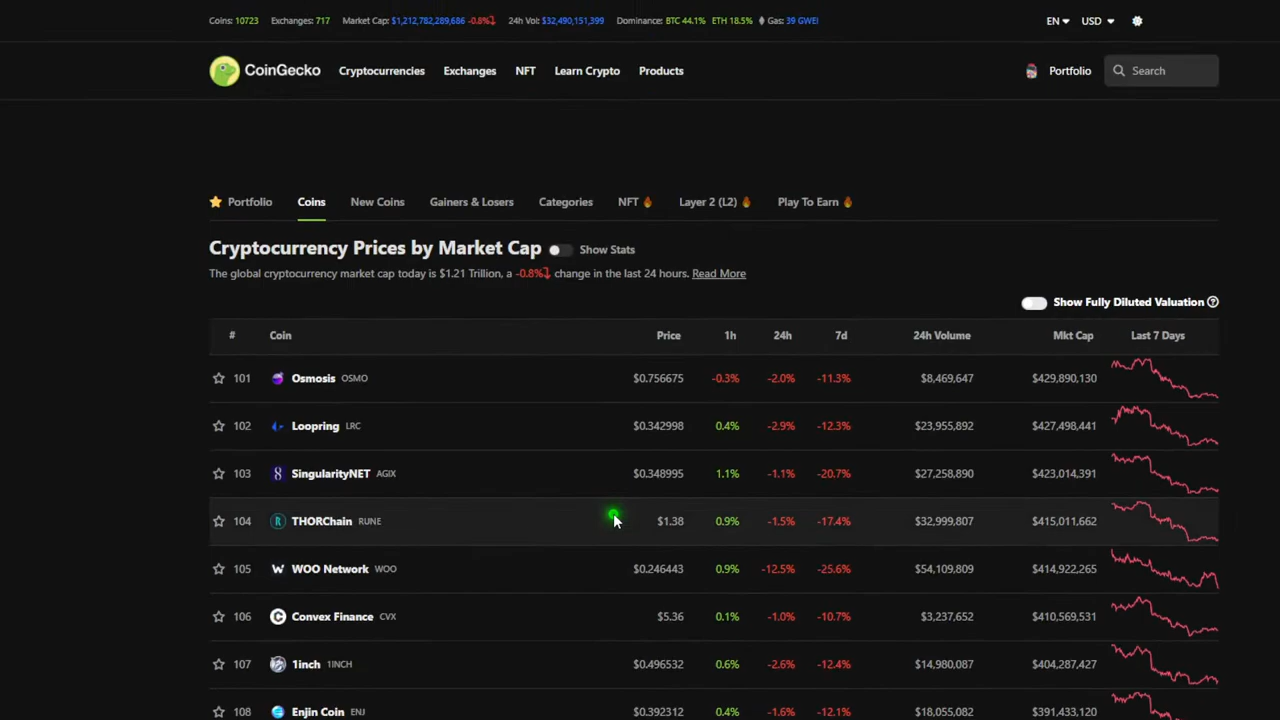 Coins: 10723 Exchanges: 717 Market Cap: $1,212,782,289,686 -0.8% 24h Vol: $32,490,151,399 Dominance: BTC 44.1% ETH 18.5% Gas: 39 GWEI EN USD
CoinGecko Cryptocurrencies Exchanges NFT Learn Crypto Products Portfolio Search
Portfolio Coins New Coins Gainers & Losers Categories NFT Layer 2 (L2) Play To Earn
Cryptocurrency Prices by Market Cap Show Stats
The global cryptocurrency market cap today is $1.21 Trillion, a -0.8% change in the last 24 hours. Read More
Show Fully Diluted Valuation ?
# Coin Price 1h 24h 7d 24h Volume Mkt Cap Last 7 Days
101 Osmosis OSMO $0.756675 -0.3% -2.0% -11.3% $8,469,647 $429,890,130
102 Loopring LRC $0.342998 0.4% -2.9% -12.3% $23,955,892 $427,498,441
103 SingularityNET AGIX $0.348995 1.1% -1.1% -20.7% $27,258,890 $423,014,391
104 THORChain RUNE $1.38 0.9% -1.5% -17.4% $32,999,807 $415,011,662
105 WOO Network WOO $0.246443 0.9% -12.5% -25.6% $54,109,809 $414,922,265
106 Convex Finance CVX $5.36 0.1% -1.0% -10.7% $3,237,652 $410,569,531
107 1inch 1INCH $0.496532 0.6% -2.6% -12.4% $14,980,087 $404,287,427
108 Enjin Coin ENJ $0.392312 0.4% -1.6% -12.1% $18,055,082 $391,433,120